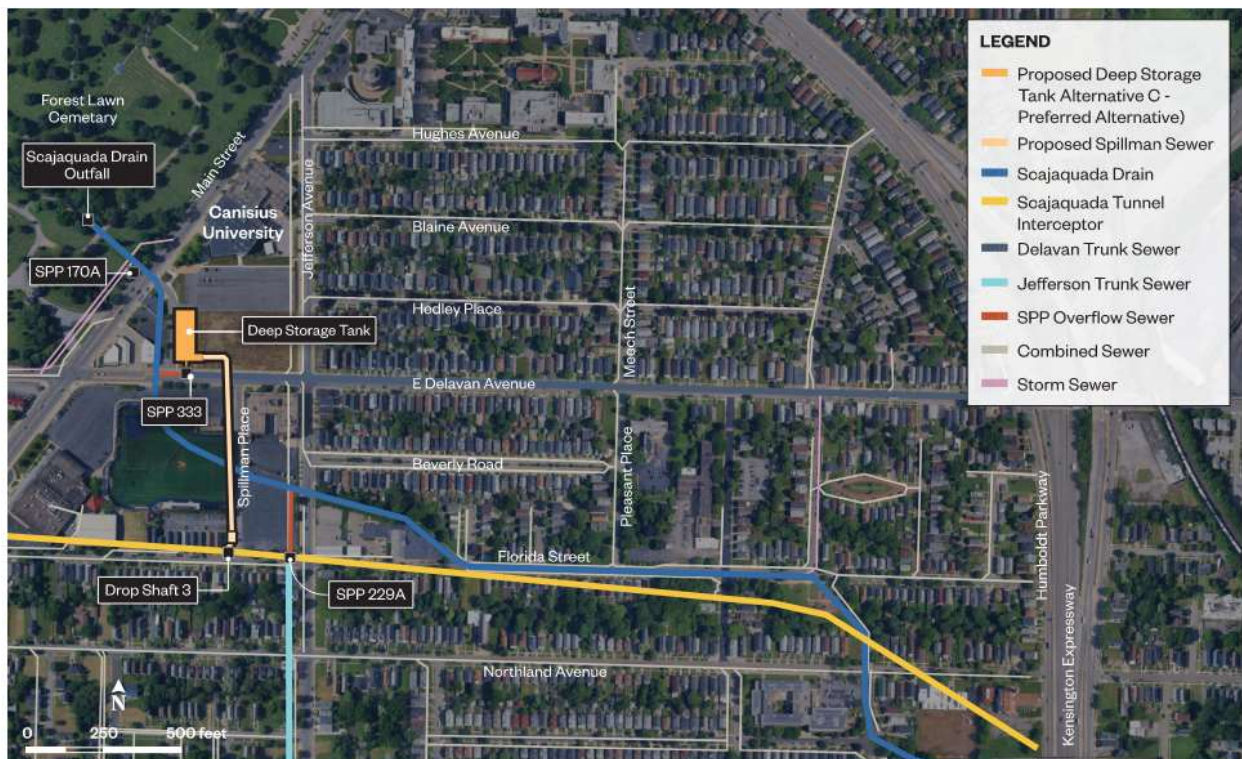 Forest Lawn
Cemetary
Scajaquada Drain
Outfall
Main Street
Canisius
University
SPP 170A
Jefferson Avenue
Hughes Avenue
Blaine Avenue
Hedley Place
Meech Street
Deep Storage Tank
E Delavan Avenue
SPP 333
Spillman Place
Beverly Road
Pleasant Place
Florida Street
Drop Shaft 3
SPP 229A
Humboldt Parkway
Kensington Expressway
Northland Avenue
N
0 250 500 feet
LEGEND
Proposed Deep Storage
Tank Alternative C -
Preferred Alternative)
Proposed Spillman Sewer
Scajaquada Drain
Scajaquada Tunnel
Interceptor
Delavan Trunk Sewer
Jefferson Trunk Sewer
SPP Overflow Sewer
Combined Sewer
Storm Sewer